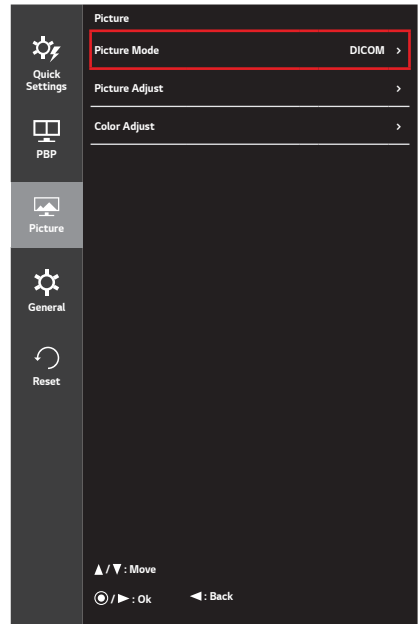 Picture
Picture Mode DICOM >
Picture Adjust >
Color Adjust >
Quick
Settings
PBP
Picture
General
Reset
▲ / ▼ : Move
◉ / ► : Ok ◄ : Back